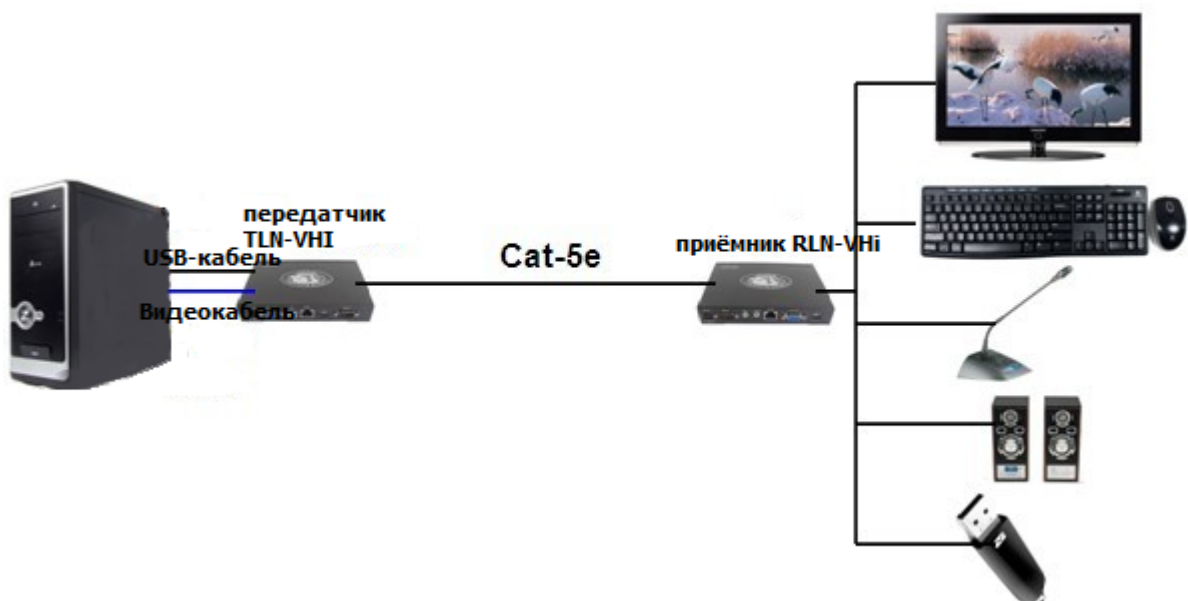 передатчик
TLN-VHI
USB-кабель
Видеокабель
Cat-5e
приёмник RLN-VHi